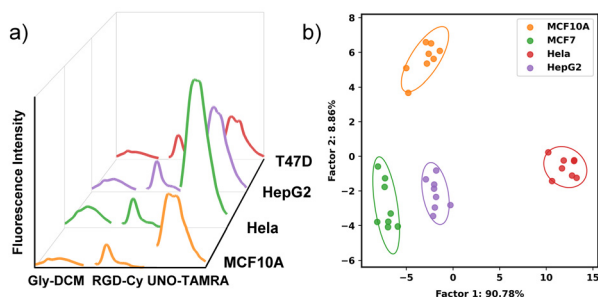 a)
Fluorescence Intensity
T47D
HepG2
Hela
MCF10A
Gly-DCM RGD-Cy UNO-TAMRA
b)
MCF10A
MCF7
Hela
HepG2
Factor 2: 8.86%
8
6
4
2
0
−2
−4
−6
−5 0 5 10 15
Factor 1: 90.78%